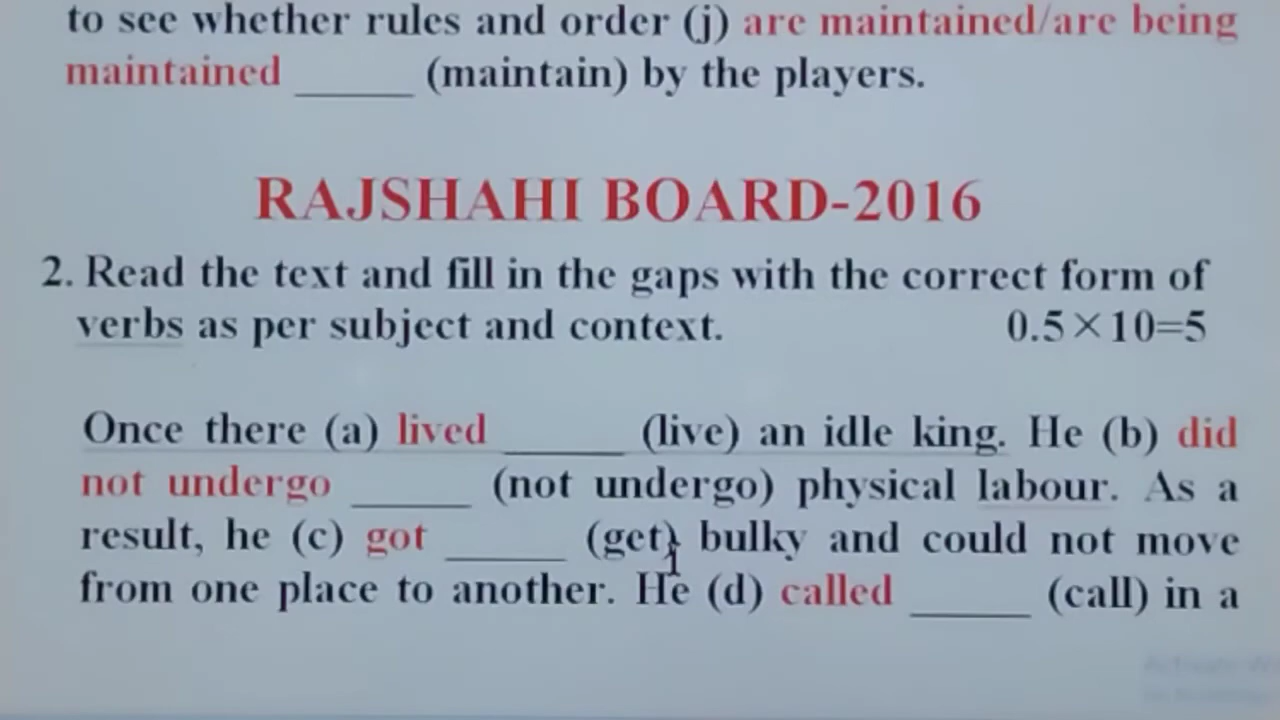 to see whether rules and order (j) are maintained/are being
maintained ______ (maintain) by the players.
RAJSHAHI BOARD-2016
2. Read the text and fill in the gaps with the correct form of
verbs as per subject and context. 0.5×10=5
Once there (a) lived ______ (live) an idle king. He (b) did
not undergo ______ (not undergo) physical labour. As a
result, he (c) got ______ (get) bulky and could not move
from one place to another. He (d) called ______ (call) in a